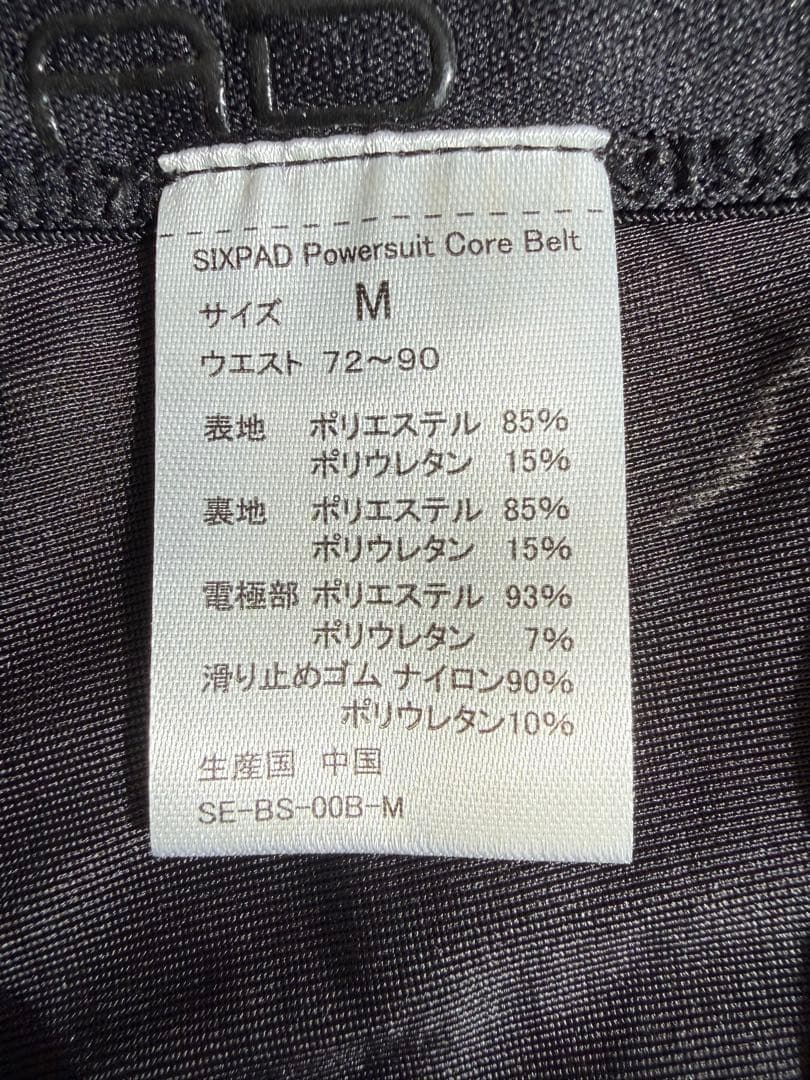 AD
SIXPAD Powersuit Core Belt
サイズ M
ウエスト 72～90
表地 ポリエステル 85%
ポリウレタン 15%
裏地 ポリエステル 85%
ポリウレタン 15%
電極部 ポリエステル 93%
ポリウレタン 7%
滑り止めゴム ナイロン90%
ポリウレタン10%
生産国 中国
SE-BS-00B-M